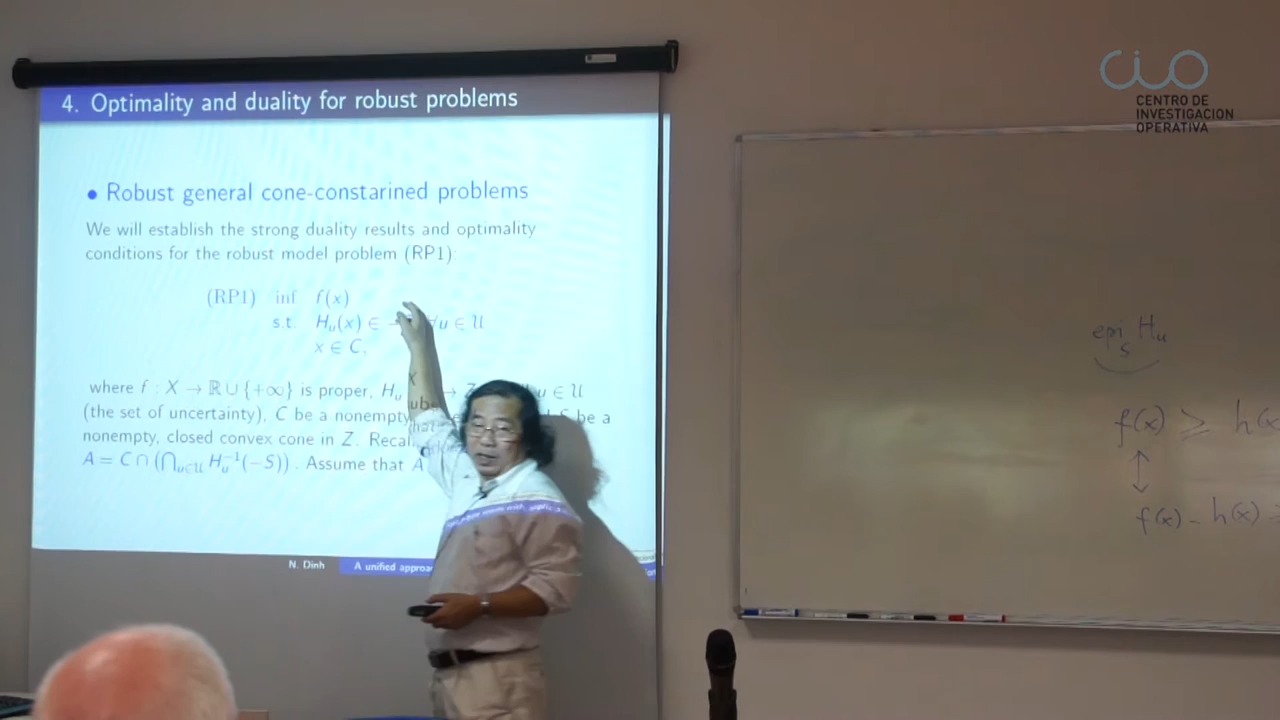 4. Optimality and duality for robust problems
• Robust general cone-constarined problems
We will establish the strong duality results and optimality
conditions for the robust model problem (RP1):
(RP1) inf f(x)
s.t. H_u(x) ∈ − ∀u ∈ 𝒰
x ∈ C,
where f : X → ℝ ∪ {+∞} is proper, H_u X → Z u ∈ 𝒰
(the set of uncertainty), C be a nonempty S be a
nonempty, closed convex cone in Z.
A = C ∩ (⋂_{u∈𝒰} H_u^{-1}(−S)). Assume that A
N. Dinh
A unified
CIO
CENTRO DE
INVESTIGACION
OPERATIVA
epi_S H_u
f(x) ≥ h(x
↕
f(x) - h(x)